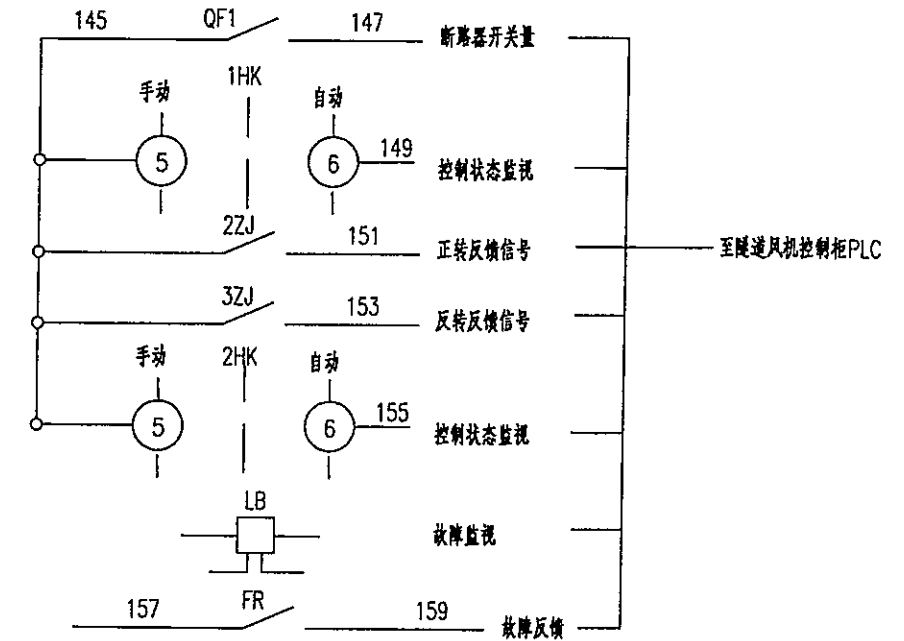 145 QF1 147 断路器开关量
1HK
手动 自动
5 6 149 控制状态监视
2ZJ 151 正转反馈信号 至隧道风机控制柜PLC
3ZJ 153 反转反馈信号
手动 2HK 自动
5 6 155 控制状态监视
LB
故障监视
157 FR 159 故障反馈